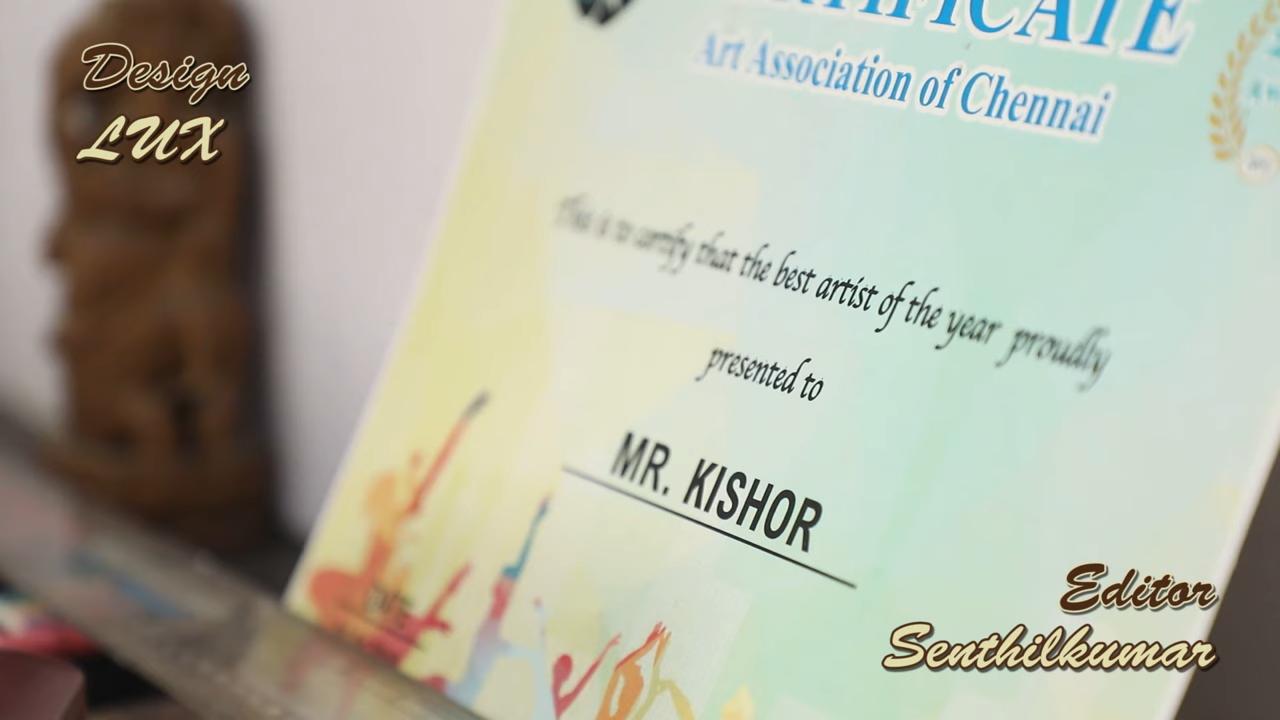 Design
LUX
CERTIFICATE
Art Association of Chennai
This is to certify that the best artist of the year proudly
presented to
MR. KISHOR
Editor
Senthilkumar